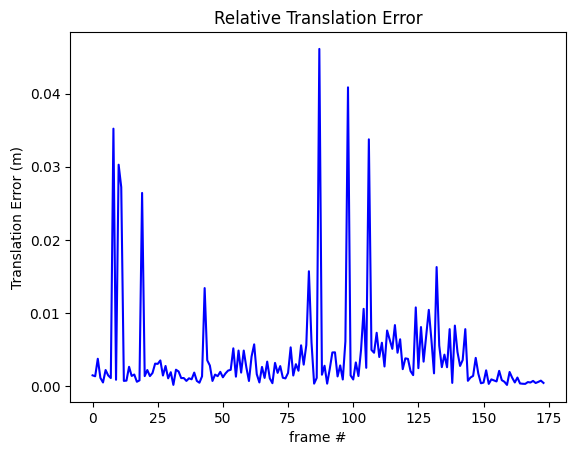 Relative Translation Error
Translation Error (m)
0.04
0.03
0.02
0.01
0.00
0 25 50 75 100 125 150 175
frame #